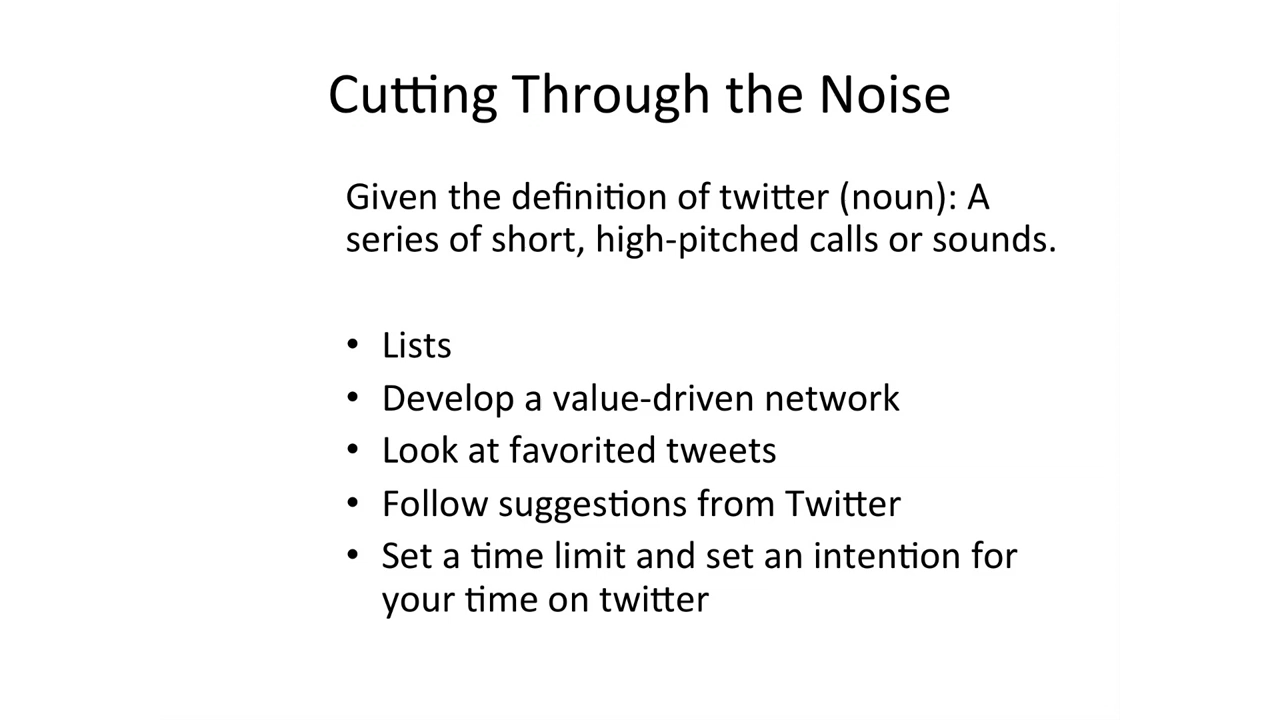 Cutting Through the Noise
Given the definition of twitter (noun): A
series of short, high-pitched calls or sounds.
• Lists
• Develop a value-driven network
• Look at favorited tweets
• Follow suggestions from Twitter
• Set a time limit and set an intention for
your time on twitter